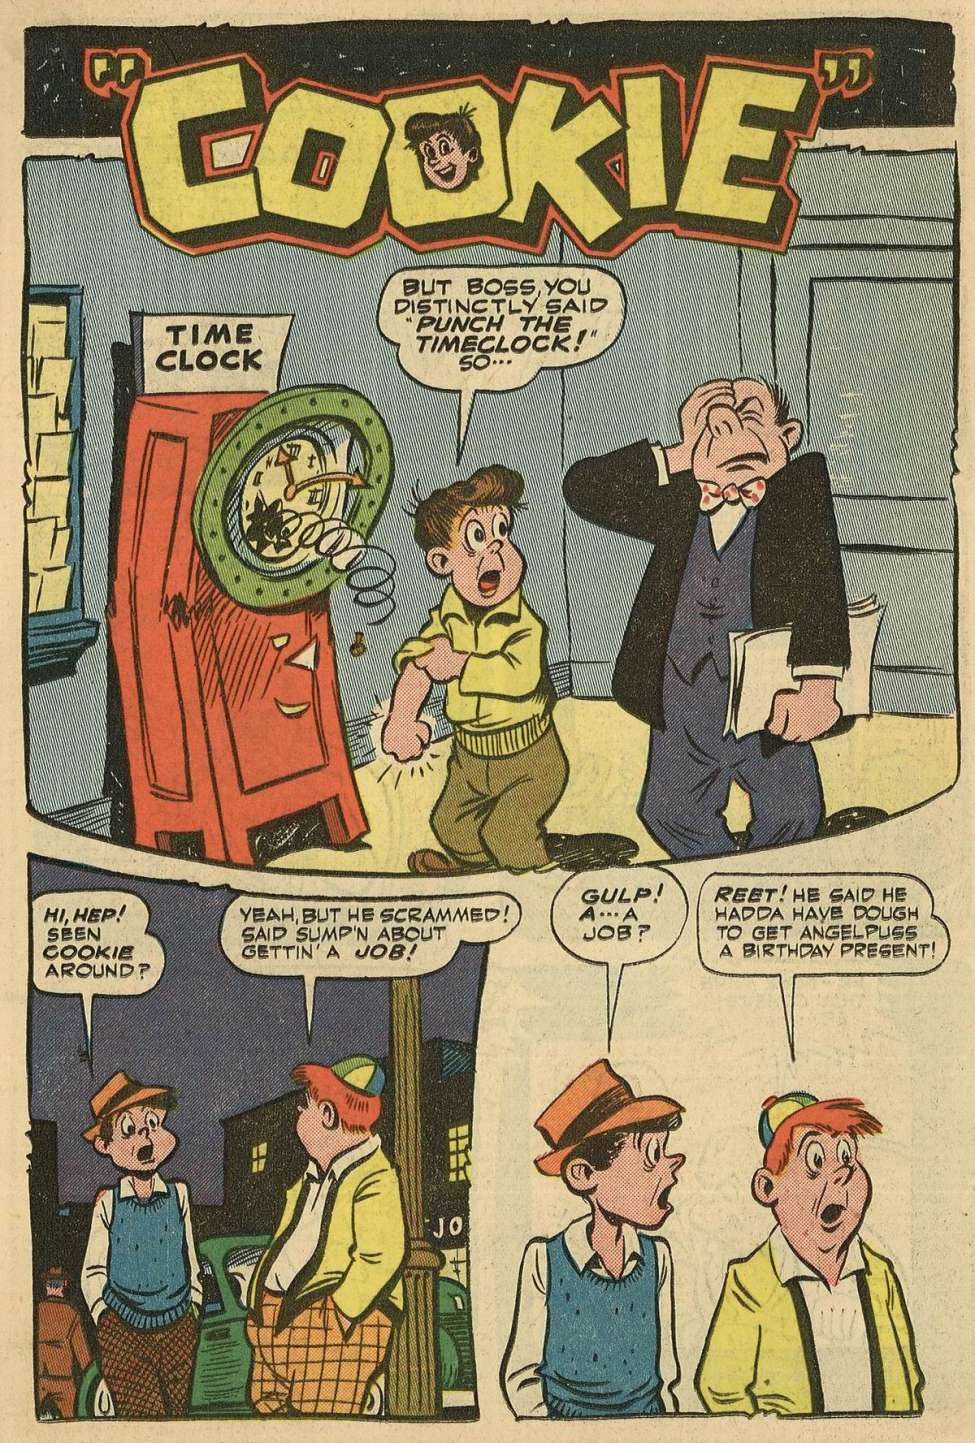 "COOKIE"
BUT BOSS, YOU
DISTINCTLY SAID
"PUNCH THE
TIMECLOCK!"
SO...
TIME
CLOCK
HI, HEP!
SEEN
COOKIE
AROUND?
YEAH, BUT HE SCRAMMED!
SAID SUMP'N ABOUT
GETTIN' A JOB!
GULP!
A...A
JOB?
REET! HE SAID HE
HADDA HAVE DOUGH
TO GET ANGELPUSS
A BIRTHDAY PRESENT!
JO